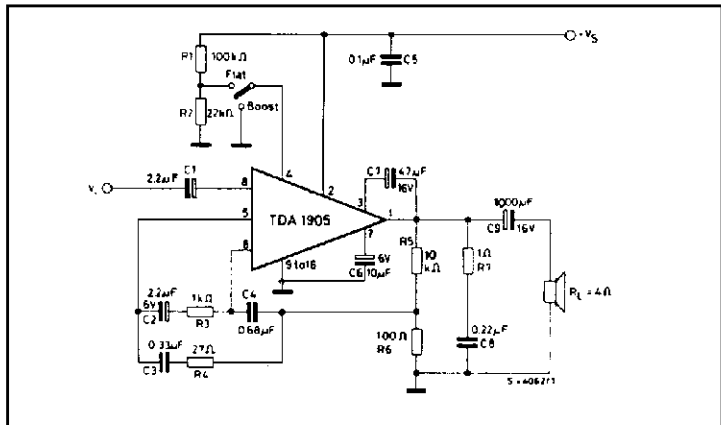 +VS
R1
100kΩ
0.1µF
C5
Flat
R2
22kΩ
Boost
C1
2.2µF
C7
47µF
16V
1000µF
C9
16V
Vi
8
4
2
3
1
TDA 1905
5
7
6
9 to 16
6V
C6
10µF
R5
10
kΩ
1Ω
R7
RL = 4Ω
2.2µF
6V
C2
1kΩ
R3
C4
0.68µF
0.33µF
C3
27Ω
R4
100Ω
R6
0.22µF
C8
S-4062/1